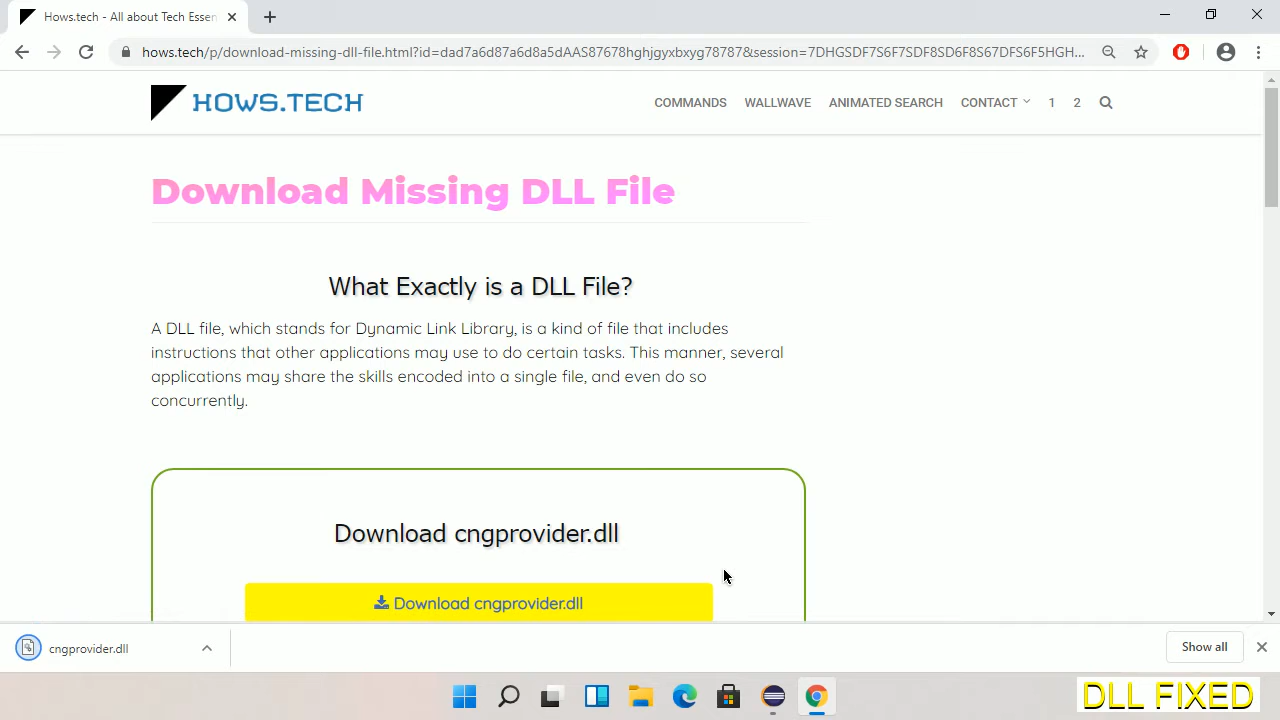 Hows.tech - All about Tech Essen
hows.tech/p/download-missing-dll-file.html?id=dad7a6d87a6d8a5dAAS87678hghjgyxbxyg78787&session=7DHGSDF7S6F7SDF8SD6F8S67DFS6F5HGH...
HOWS.TECH
COMMANDS WALLWAVE ANIMATED SEARCH CONTACT 1 2
Download Missing DLL File
What Exactly is a DLL File?
A DLL file, which stands for Dynamic Link Library, is a kind of file that includes
instructions that other applications may use to do certain tasks. This manner, several
applications may share the skills encoded into a single file, and even do so
concurrently.
Download cngprovider.dll
Download cngprovider.dll
cngprovider.dll
Show all
DLL FIXED